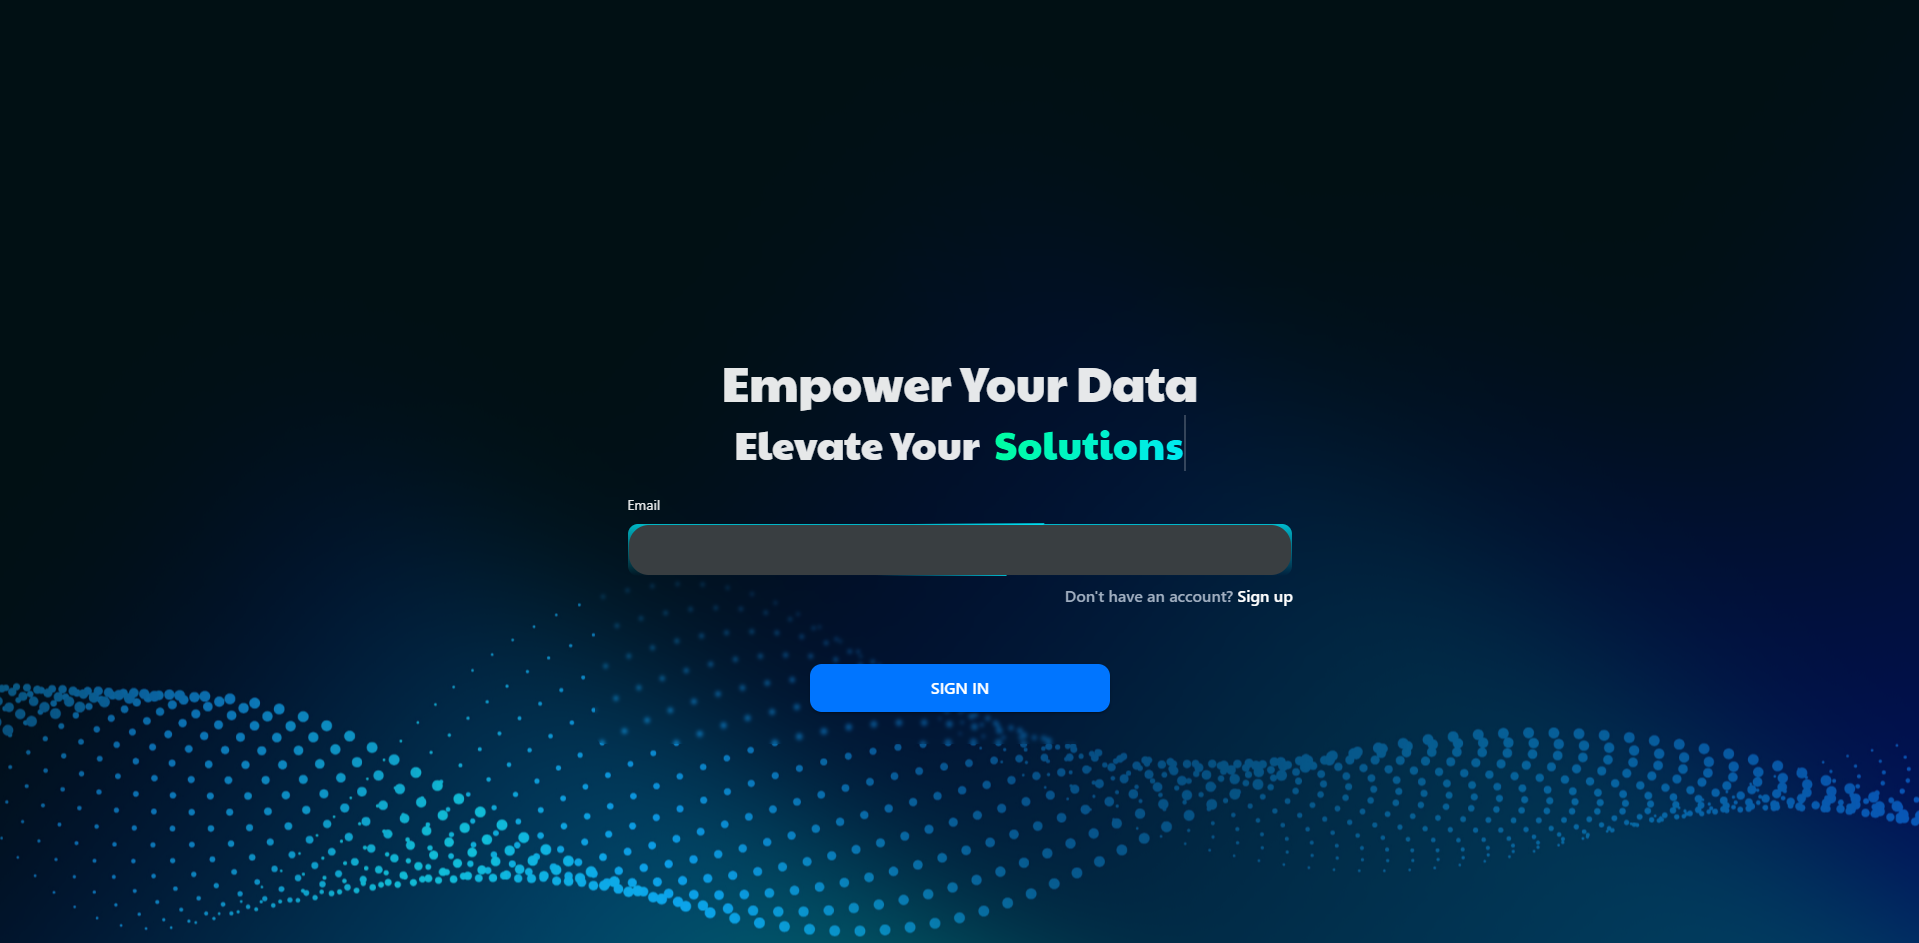 Empower Your Data
Elevate Your Solutions
Email
Don't have an account? Sign up
SIGN IN